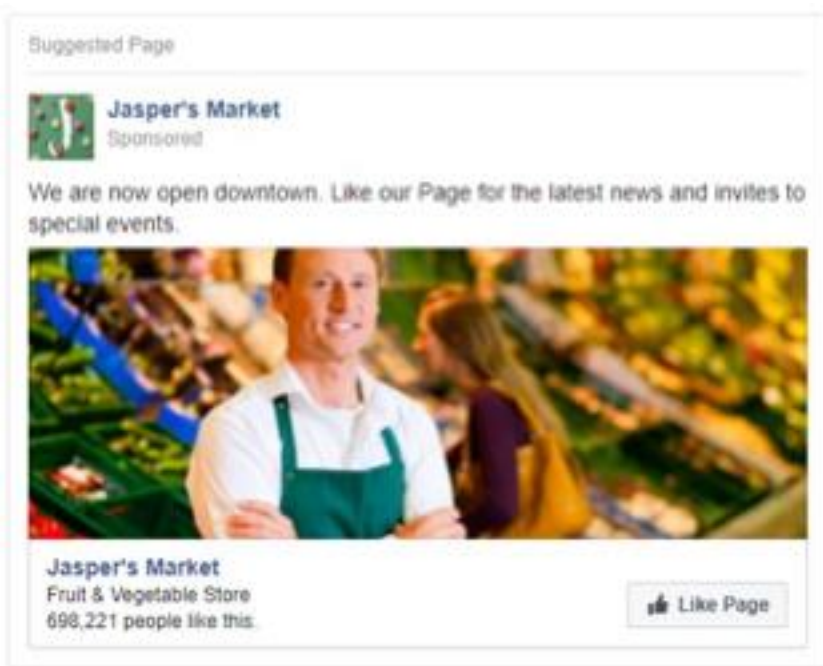 Suggested Page
Jasper's Market
Sponsored
We are now open downtown. Like our Page for the latest news and invites to
special events.
Jasper's Market
Fruit & Vegetable Store
698,221 people like this.
Like Page